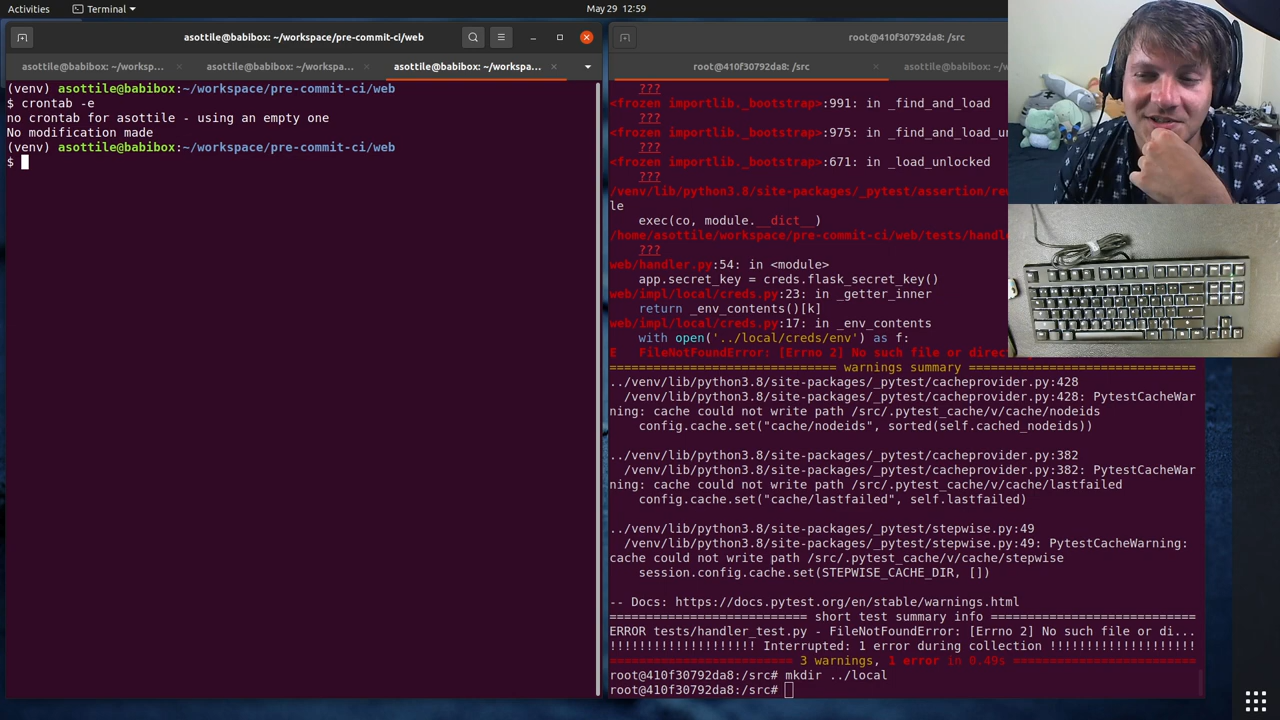 Activities
Terminal
May 29 12:59
asottile@babibox: ~/workspace/pre-commit-ci/web
asottile@babibox: ~/worksp...
asottile@babibox: ~/workspa...
asottile@babibox: ~/workspa...
(venv) asottile@babibox:~/workspace/pre-commit-ci/web
$ crontab -e
no crontab for asottile - using an empty one
No modification made
(venv) asottile@babibox:~/workspace/pre-commit-ci/web
$
root@410f30792da8: /src
root@410f30792da8: /src
asottile@babibox: ~/workspa
???
<frozen importlib._bootstrap>:991: in _find_and_load
???
<frozen importlib._bootstrap>:975: in _find_and_load_u
???
<frozen importlib._bootstrap>:671: in _load_unlocked
???
/venv/lib/python3.8/site-packages/_pytest/assertion/rew
le
exec(co, module.__dict__)
/home/asottile/workspace/pre-commit-ci/web/tests/handle
???
web/handler.py:54: in <module>
app.secret_key = creds.flask_secret_key()
web/impl/local/creds.py:23: in _getter_inner
return _env_contents()[k]
web/impl/local/creds.py:17: in _env_contents
with open('../local/creds/env') as f:
E FileNotFoundError: [Errno 2] No such file or direc
============================= warnings summary =============================
../venv/lib/python3.8/site-packages/_pytest/cacheprovider.py:428
/venv/lib/python3.8/site-packages/_pytest/cacheprovider.py:428: PytestCacheWar
ning: cache could not write path /src/.pytest_cache/v/cache/nodeids
config.cache.set("cache/nodeids", sorted(self.cached_nodeids))
../venv/lib/python3.8/site-packages/_pytest/cacheprovider.py:382
/venv/lib/python3.8/site-packages/_pytest/cacheprovider.py:382: PytestCacheWar
ning: cache could not write path /src/.pytest_cache/v/cache/lastfailed
config.cache.set("cache/lastfailed", self.lastfailed)
../venv/lib/python3.8/site-packages/_pytest/stepwise.py:49
/venv/lib/python3.8/site-packages/_pytest/stepwise.py:49: PytestCacheWarning:
cache could not write path /src/.pytest_cache/v/cache/stepwise
session.config.cache.set(STEPWISE_CACHE_DIR, [])
-- Docs: https://docs.pytest.org/en/stable/warnings.html
========================== short test summary info ===========================
ERROR tests/handler_test.py - FileNotFoundError: [Errno 2] No such file or di...
!!!!!!!!!!!!!!!!!!! Interrupted: 1 error during collection !!!!!!!!!!!!!!!!!!!!
========================= 3 warnings, 1 error in 0.49s =========================
root@410f30792da8:/src# mkdir ../local
root@410f30792da8:/src#